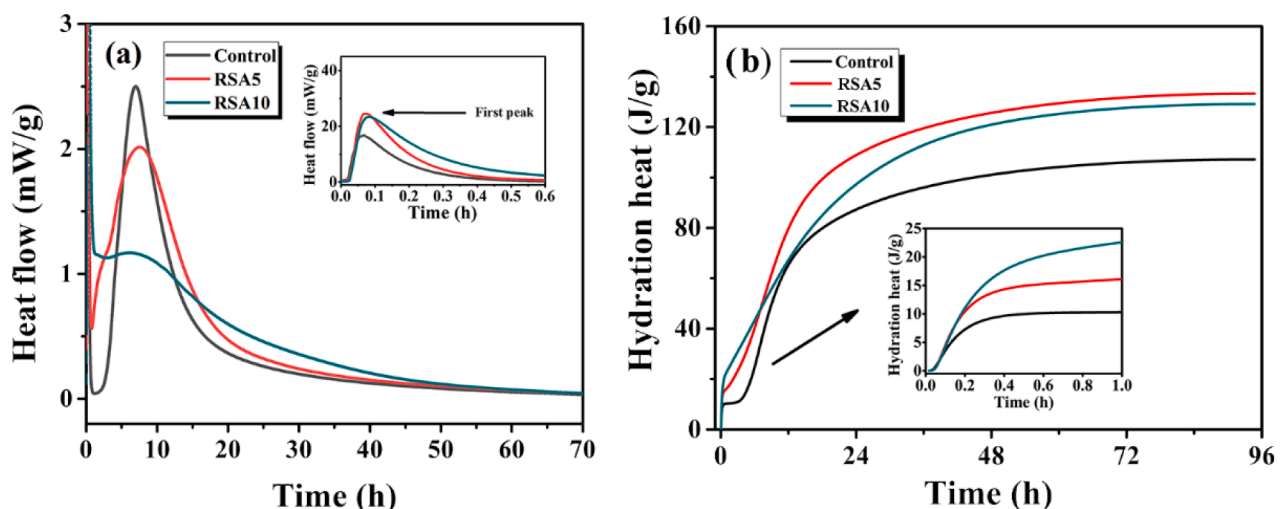 (a)
Control
RSA5
RSA10
Heat flow (mW/g)
3
2
1
0
0 10 20 30 40 50 60 70
Time (h)
First peak
Heat flow (mW/g)
40
20
0
0.0 0.1 0.2 0.3 0.4 0.5 0.6
Time (h)
(b)
Control
RSA5
RSA10
Hydration heat (J/g)
160
120
80
40
0
0 24 48 72 96
Time (h)
Hydration heat (J/g)
25
20
15
10
5
0
0.0 0.2 0.4 0.6 0.8 1.0
Time (h)